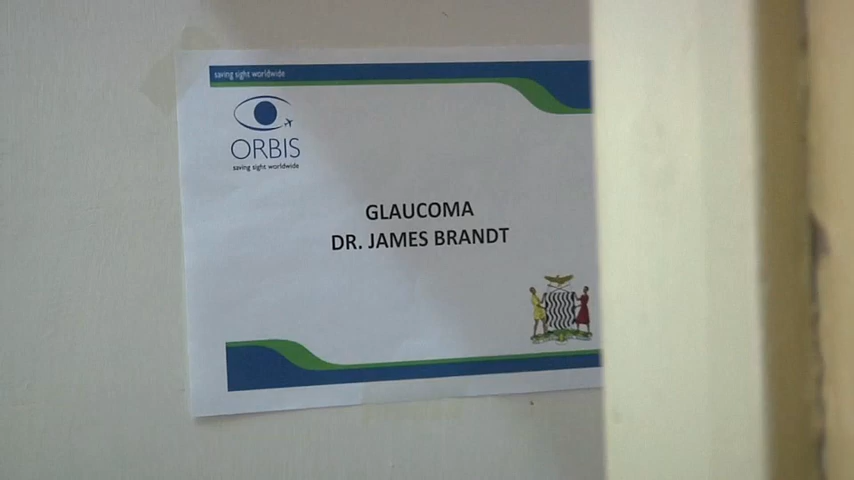 saving sight worldwide
ORBIS
saving sight worldwide
GLAUCOMA
DR. JAMES BRANDT